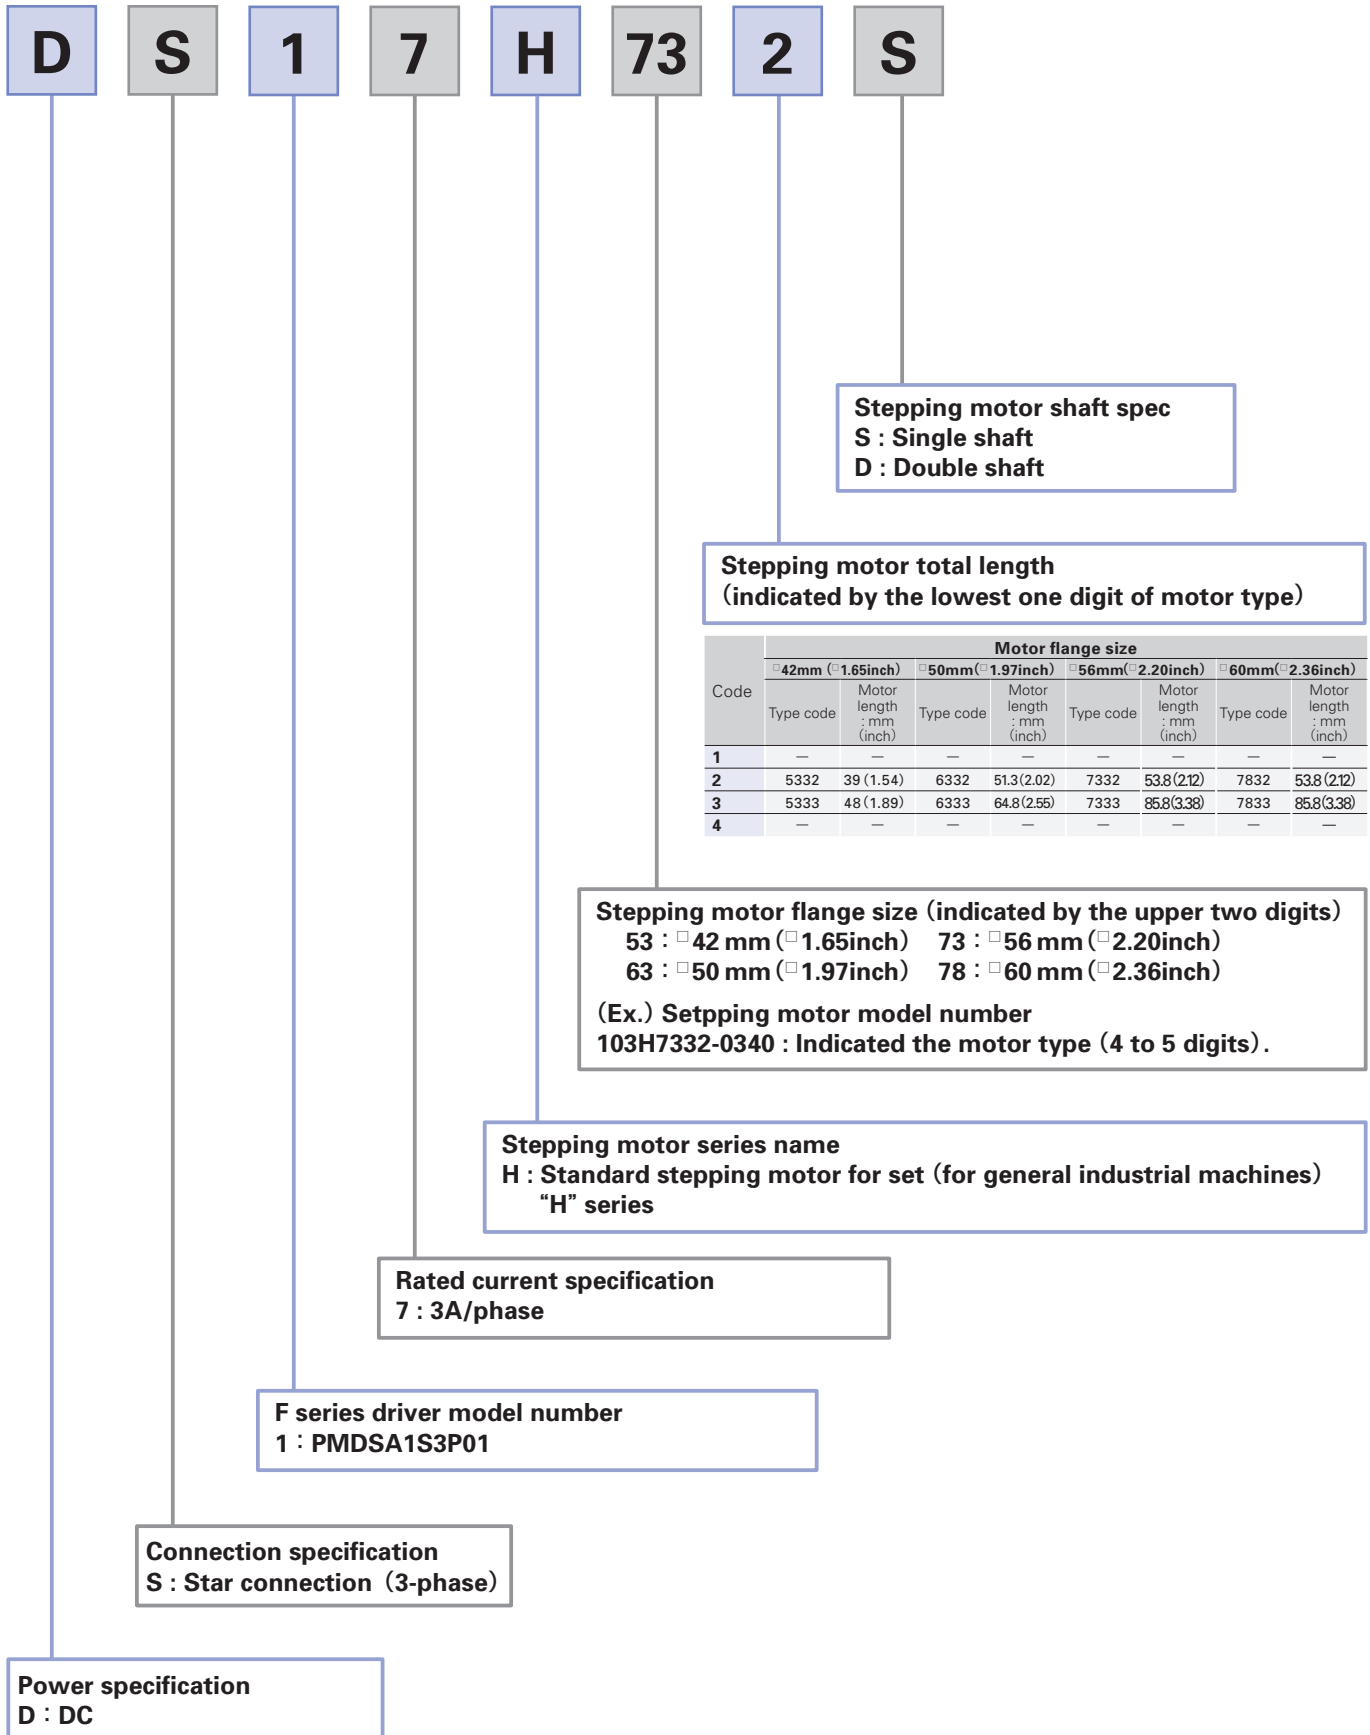 D S 1 7 H 73 2 S
Stepping motor shaft spec
S : Single shaft
D : Double shaft
Stepping motor total length
(indicated by the lowest one digit of motor type)
Code Motor flange size
□42mm (□1.65inch) □50mm(□1.97inch) □56mm(□2.20inch) □60mm(□2.36inch)
Type code Motor length : mm (inch) Type code Motor length : mm (inch) Type code Motor length : mm (inch) Type code Motor length : mm (inch)
1 — — — — — — — —
2 5332 39 (1.54) 6332 51.3(2.02) 7332 53.8(2.12) 7832 53.8(2.12)
3 5333 48 (1.89) 6333 64.8(2.55) 7333 85.8(3.38) 7833 85.8(3.38)
4 — — — — — — — —
Stepping motor flange size (indicated by the upper two digits)
53 : □42 mm (□1.65inch) 73 : □56 mm (□2.20inch)
63 : □50 mm (□1.97inch) 78 : □60 mm (□2.36inch)
(Ex.) Setpping motor model number
103H7332-0340 : Indicated the motor type (4 to 5 digits).
Stepping motor series name
H : Standard stepping motor for set (for general industrial machines)
“H” series
Rated current specification
7 : 3A/phase
F series driver model number
1 : PMDSA1S3P01
Connection specification
S : Star connection (3-phase)
Power specification
D : DC